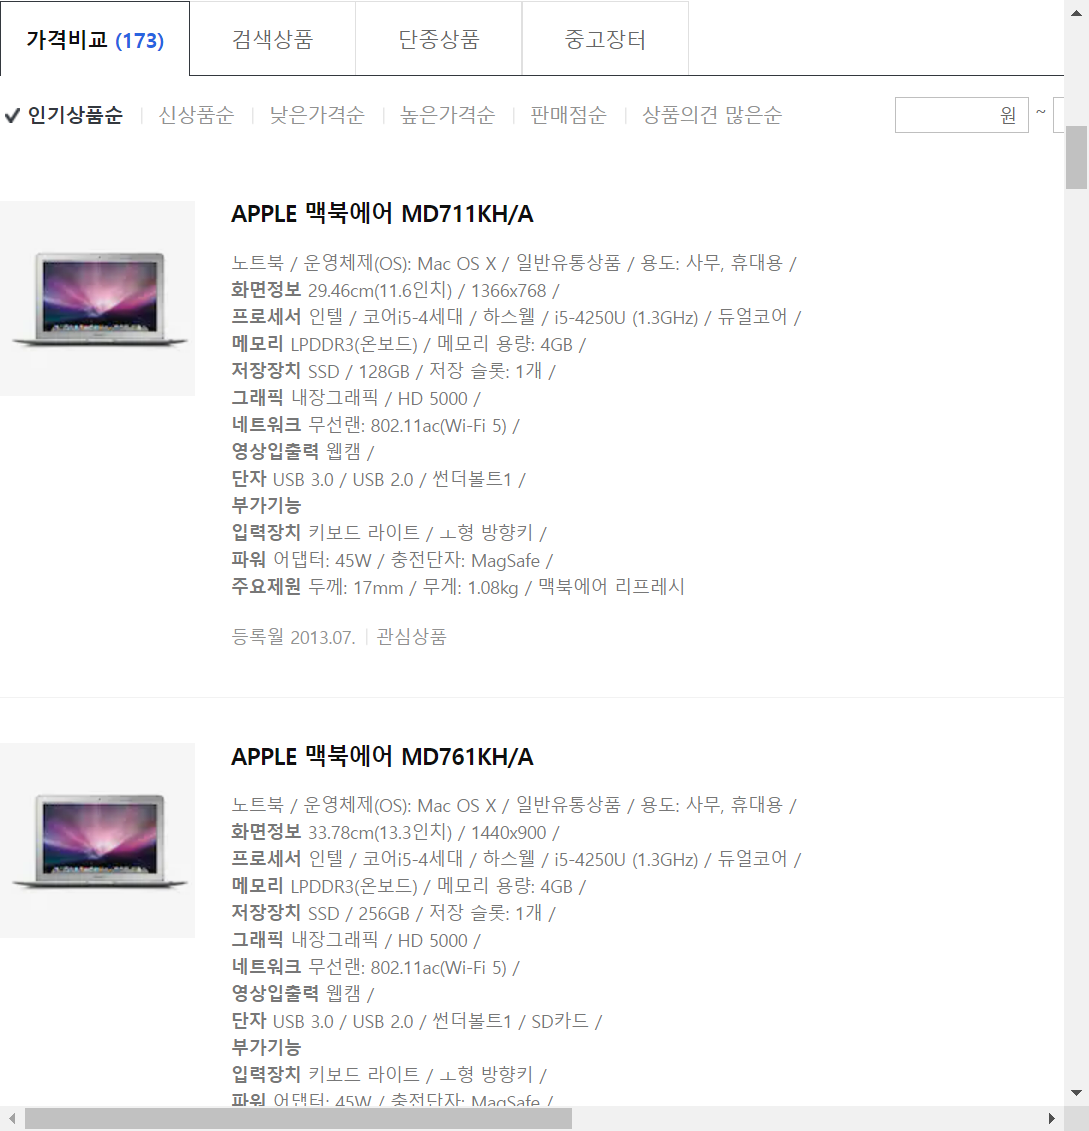 가격비교 (173) 검색상품 단종상품 중고장터
인기상품순 신상품순 낮은가격순 높은가격순 판매점순 상품의견 많은순 원 ~
APPLE 맥북에어 MD711KH/A
노트북 / 운영체제(OS): Mac OS X / 일반유통상품 / 용도: 사무, 휴대용 /
화면정보 29.46cm(11.6인치) / 1366x768 /
프로세서 인텔 / 코어i5-4세대 / 하스웰 / i5-4250U (1.3GHz) / 듀얼코어 /
메모리 LPDDR3(온보드) / 메모리 용량: 4GB /
저장장치 SSD / 128GB / 저장 슬롯: 1개 /
그래픽 내장그래픽 / HD 5000 /
네트워크 무선랜: 802.11ac(Wi-Fi 5) /
영상입출력 웹캠 /
단자 USB 3.0 / USB 2.0 / 썬더볼트1 /
부가기능
입력장치 키보드 라이트 / ㅗ형 방향키 /
파워 어댑터: 45W / 충전단자: MagSafe /
주요제원 두께: 17mm / 무게: 1.08kg / 맥북에어 리프레시
등록월 2013.07. 관심상품
APPLE 맥북에어 MD761KH/A
노트북 / 운영체제(OS): Mac OS X / 일반유통상품 / 용도: 사무, 휴대용 /
화면정보 33.78cm(13.3인치) / 1440x900 /
프로세서 인텔 / 코어i5-4세대 / 하스웰 / i5-4250U (1.3GHz) / 듀얼코어 /
메모리 LPDDR3(온보드) / 메모리 용량: 4GB /
저장장치 SSD / 256GB / 저장 슬롯: 1개 /
그래픽 내장그래픽 / HD 5000 /
네트워크 무선랜: 802.11ac(Wi-Fi 5) /
영상입출력 웹캠 /
단자 USB 3.0 / USB 2.0 / 썬더볼트1 / SD카드 /
부가기능
입력장치 키보드 라이트 / ㅗ형 방향키 /
파워 어댑터: 45W / 충전단자: MagSafe /